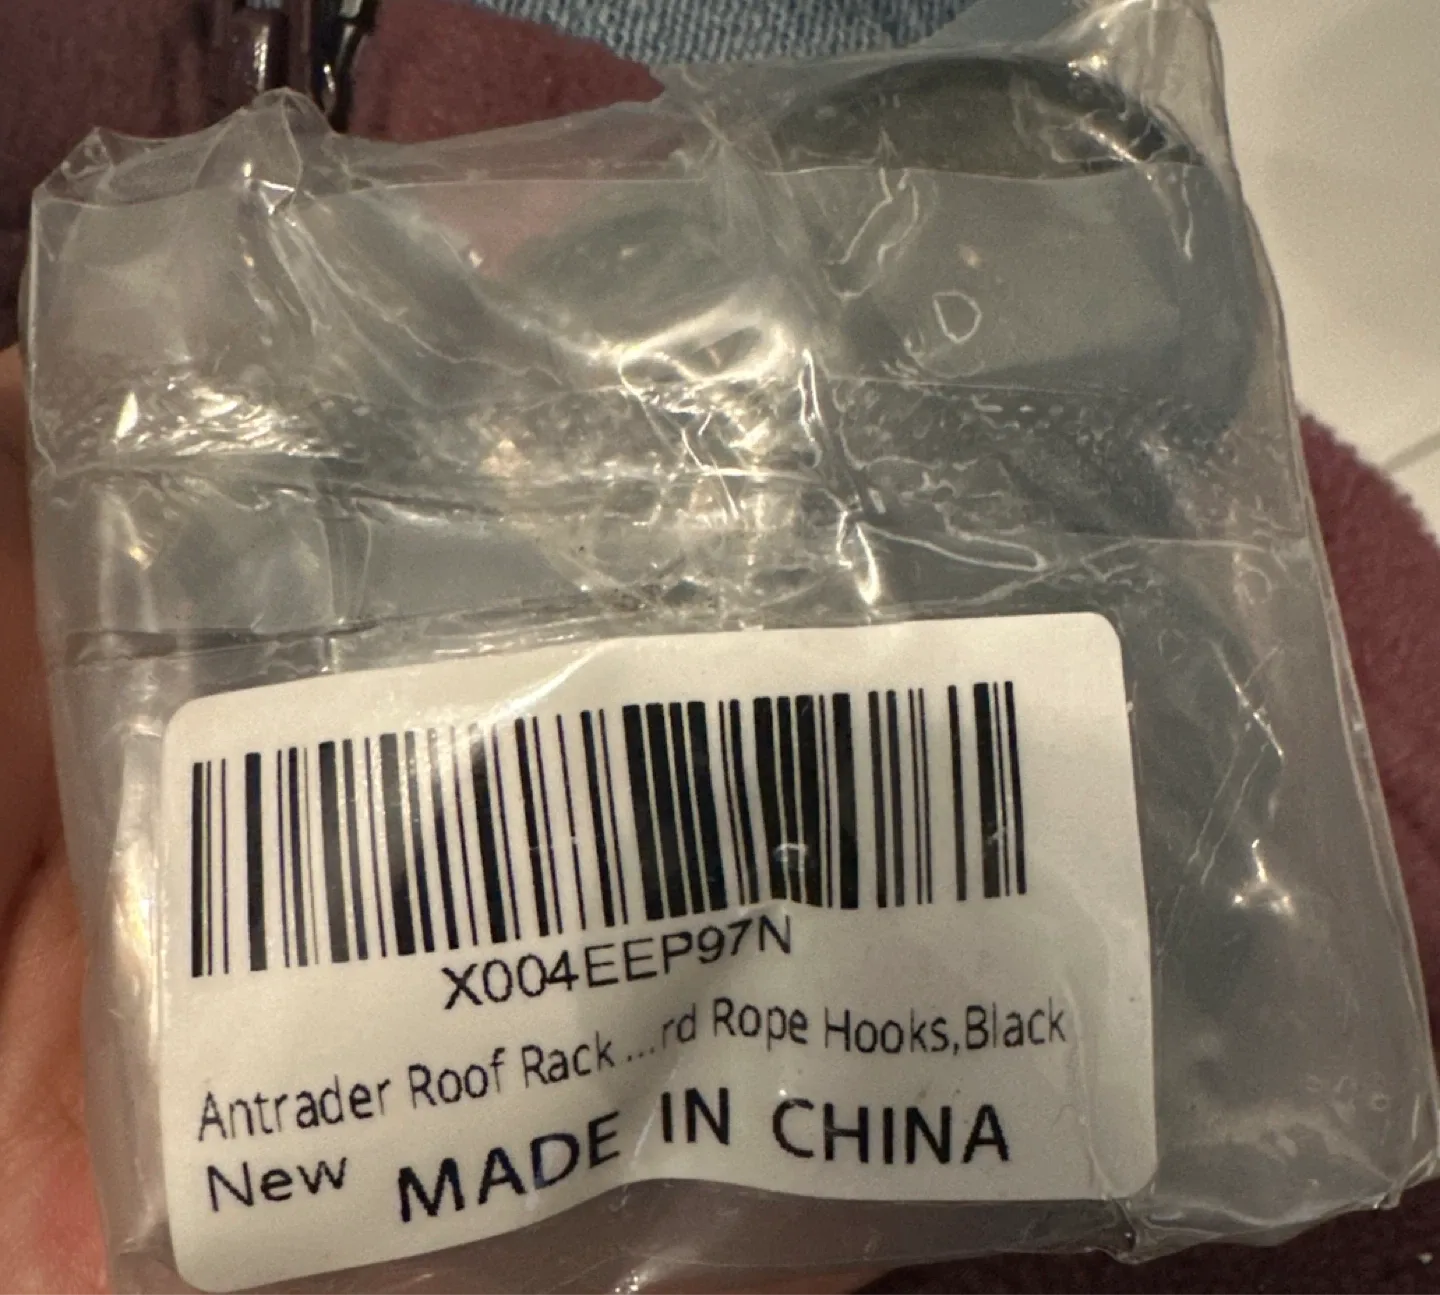 X004EEP97N
Antrader Roof Rack ...rd Rope Hooks,Black
New MADE IN CHINA